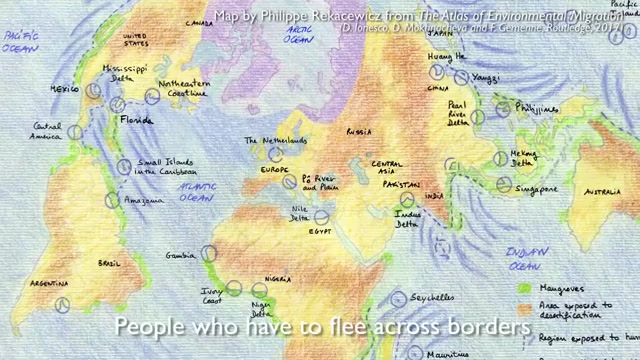 Map by Philippe Rekacewicz from The Atlas of Environmental Migration
(D. Ionesco, D. Mokhnacheva and F. Gemenne, Routledge, 2017)
PACIFIC
OCEAN
CANADA
ARCTIC
OCEAN
JAPAN
UNITED
STATES
Huang He
Mississippi
Delta
Yangzi
MEXICO
Northeastern
Coastline
CHINA
Pearl
River
Delta
Philippines
Florida
RUSSIA
Central
America
The Netherlands
Small Islands
in the Caribbean
EUROPE
Pô River
and Plain
CENTRAL
ASIA
Mekong
Delta
PAKISTAN
Singapore
AUSTRALIA
ATLANTIC
OCEAN
Amazonia
Nile
Delta
INDIA
Indus
Delta
EGYPT
INDIAN
OCEAN
Gambia
BRAZIL
ARGENTINA
NIGERIA
Ivory
Coast
Niger
Delta
Seychelles
Mauritius
Mangroves
Area exposed to
desertification
Region exposed to
People who have to flee across borders